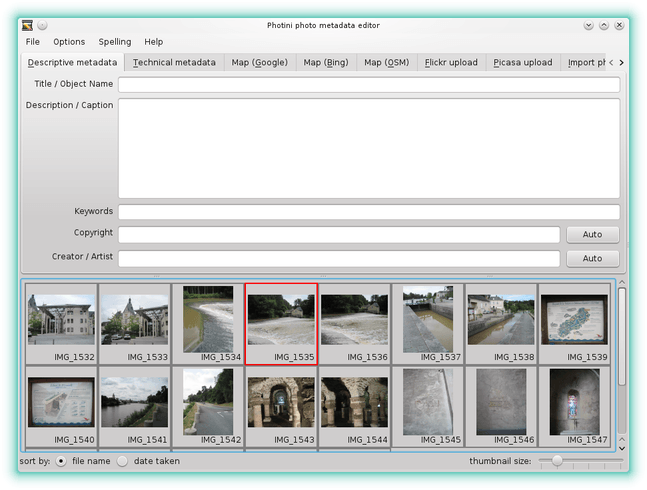 Photini photo metadata editor
File Options Spelling Help
Descriptive metadata Technical metadata Map (Google) Map (Bing) Map (OSM) Flickr upload Picasa upload Import ph
Title / Object Name
Description / Caption
Keywords
Copyright Auto
Creator / Artist Auto
IMG_1532 IMG_1533 IMG_1534 IMG_1535 IMG_1536 IMG_1537 IMG_1538 IMG_1539
IMG_1540 IMG_1541 IMG_1542 IMG_1543 IMG_1544 IMG_1545 IMG_1546 IMG_1547
sort by: file name date taken thumbnail size: